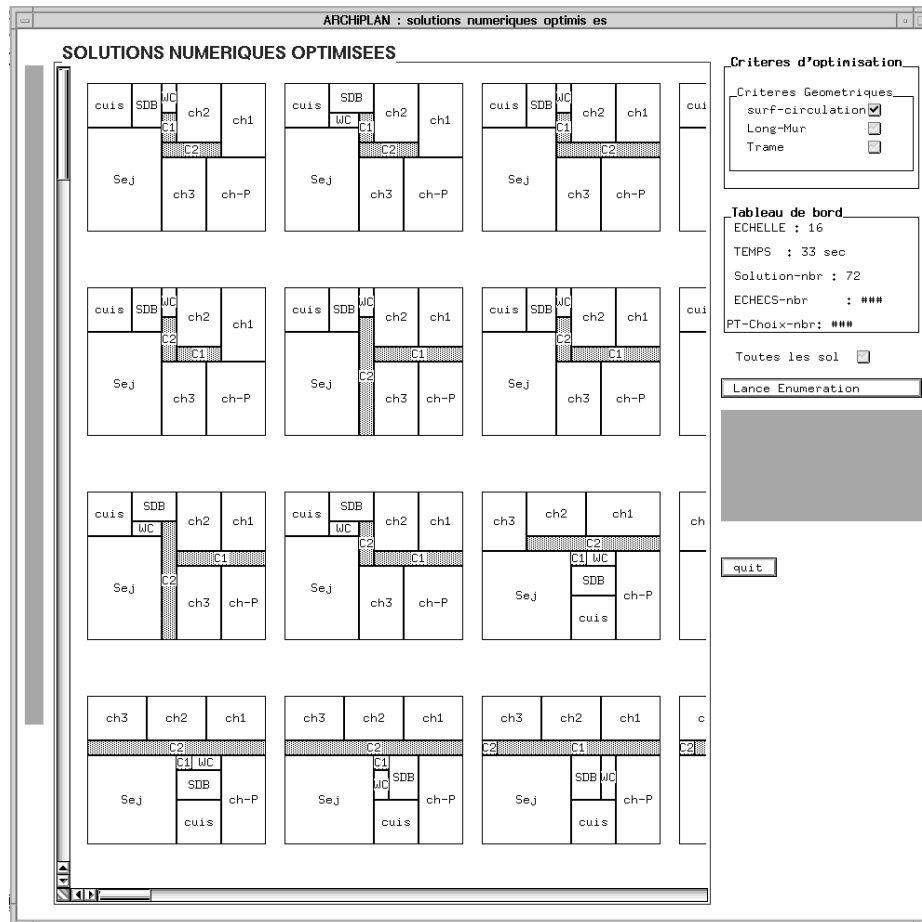 ARCHiPLAN : solutions numeriques optimis es
SOLUTIONS NUMERIQUES OPTIMISEES
cuis SDB WC ch2 ch1
C1
C2
Sej ch3 ch-P
SDB
cuis WC ch2 ch1
C1
C2
Sej ch3 ch-P
cuis SDB WC ch2 ch1
C1
C2
Sej ch3 ch-P
cui
cuis SDB WC ch2 ch1
C2
C1
Sej ch3 ch-P
cuis SDB WC ch2 ch1
C1
Sej C2 ch3 ch-P
cuis SDB WC ch2 ch1
C2
C1
Sej ch3 ch-P
cui
cuis SDB ch2 ch1
WC
C1
Sej C2 ch3 ch-P
cuis SDB ch2 ch1
WC
C2
C1
Sej ch3 ch-P
ch3 ch2 ch1
C2
C1 WC
Sej SDB ch-P
cuis
ch
ch3 ch2 ch1
C2
C1 WC
SDB
Sej ch-P
cuis
ch3 ch2 ch1
C2
C1
WC SDB
Sej ch-P
cuis
ch3 ch2 ch1
C2 C1
SDB WC
Sej ch-P
cuis
c
C2
Criteres d'optimisation
Criteres Geometriques
surf-circulation
Long-Mur
Trame
Tableau de bord
ECHELLE : 16
TEMPS : 33 sec
Solution-nbr : 72
ECHECS-nbr : ###
PT-Choix-nbr: ###
Toutes les sol
Lance Enumeration
quit